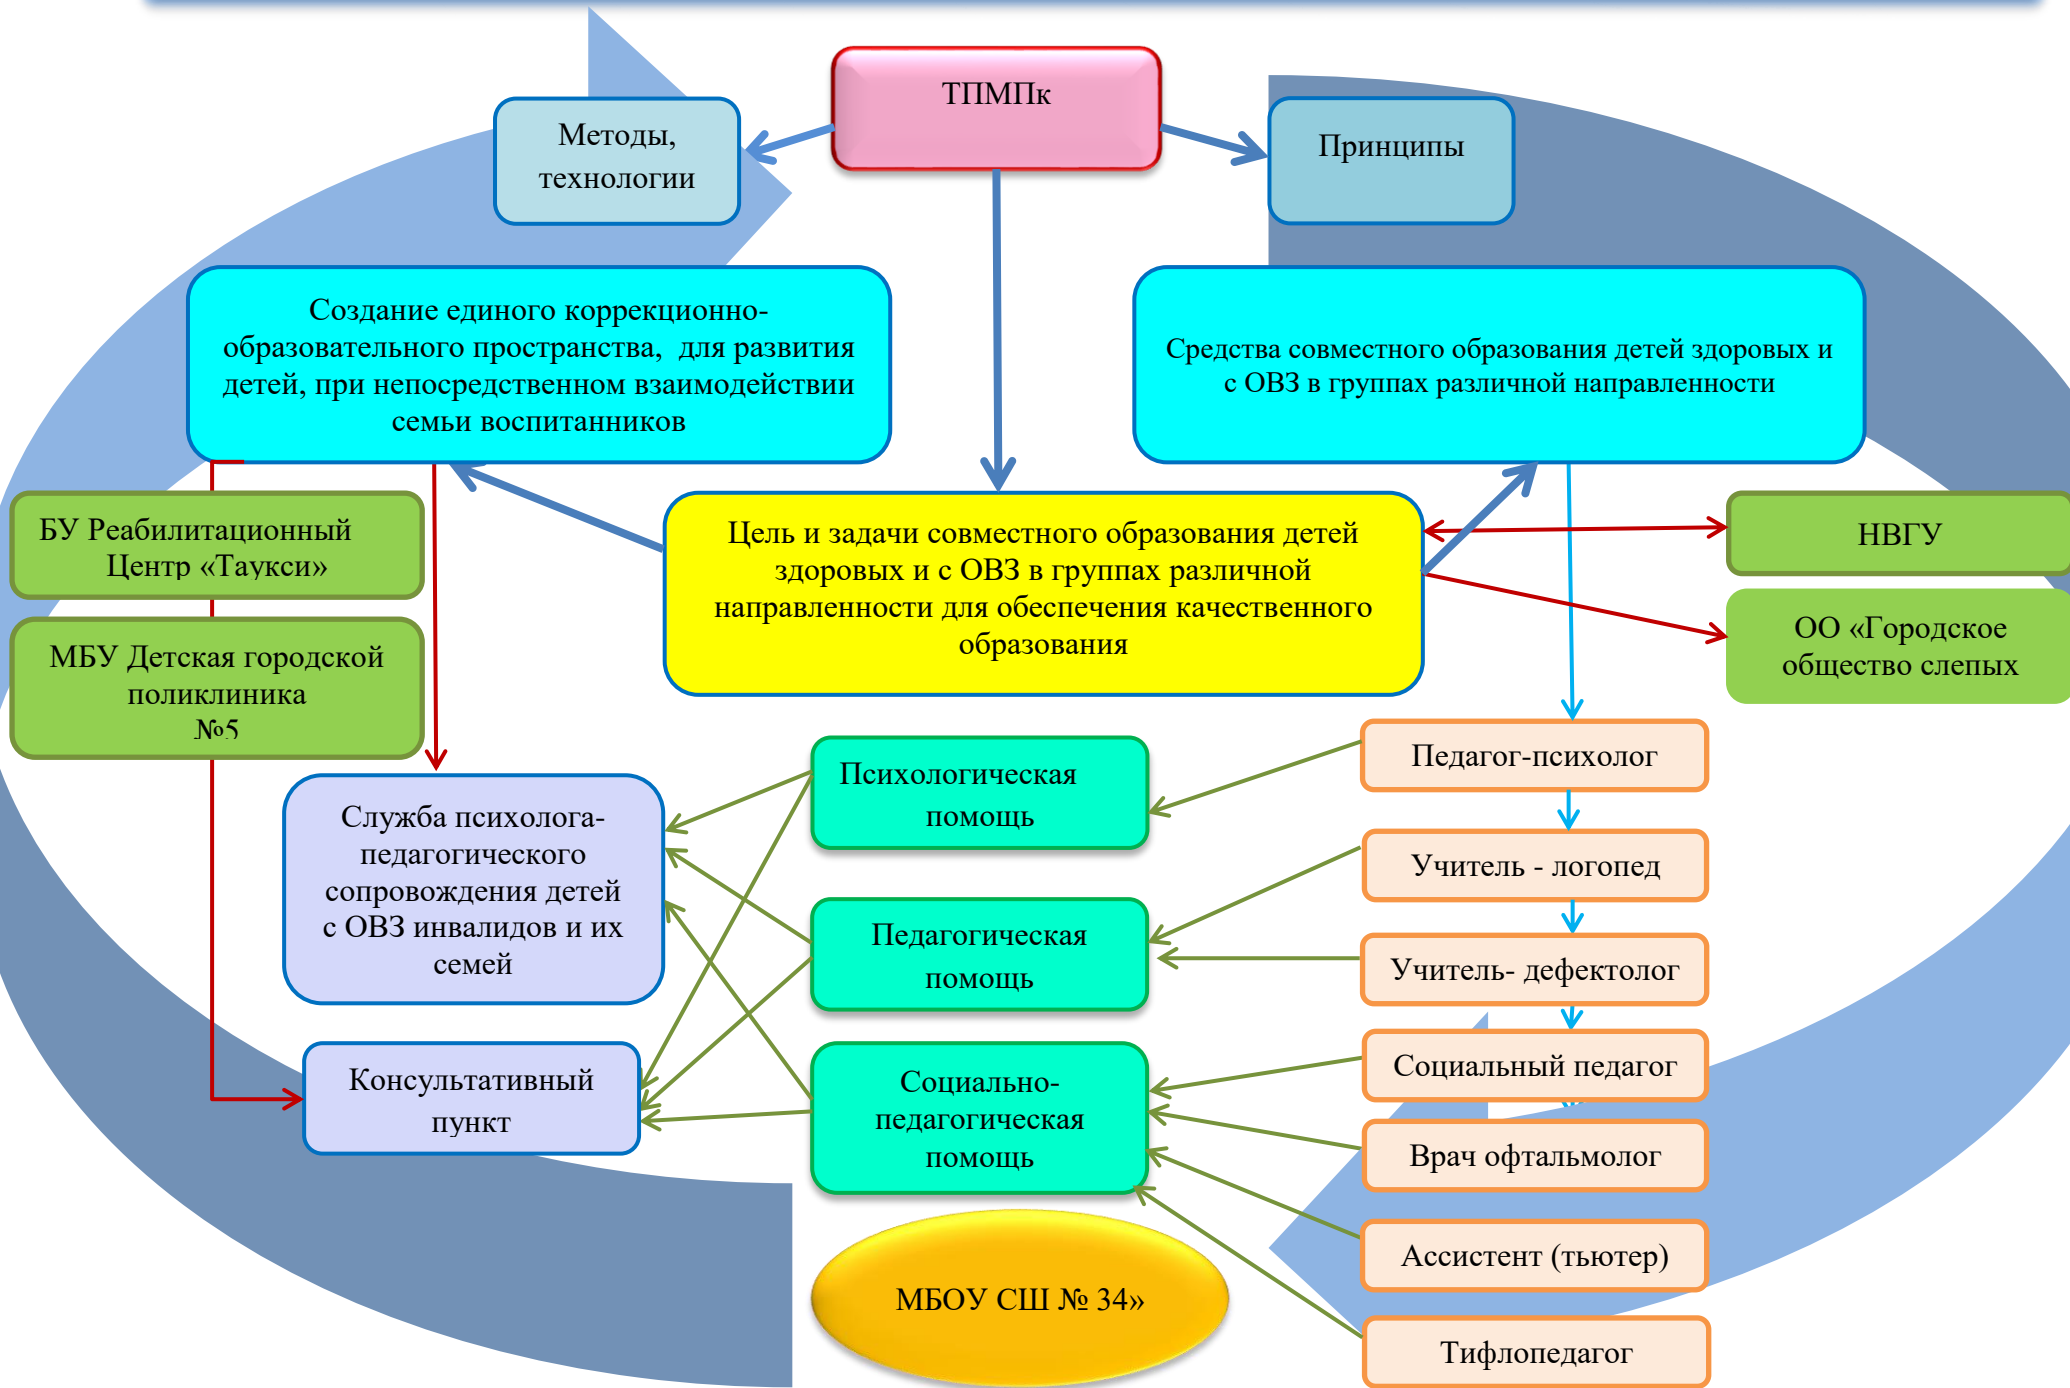 ТПМПк
Методы,
технологии
Принципы
Создание единого коррекционно-
образовательного пространства, для развития
детей, при непосредственном взаимодействии
семьи воспитанников
Средства совместного образования детей здоровых и
с ОВЗ в группах различной направленности
БУ Реабилитационный
Центр «Таукси»
Цель и задачи совместного образования детей
здоровых и с ОВЗ в группах различной
направленности для обеспечения качественного
образования
НВГУ
ОО «Городское
общество слепых
МБУ Детская городской
поликлиника
№5
Педагог-психолог
Психологическая
помощь
Служба психолога-
педагогического
сопровождения детей
с ОВЗ инвалидов и их
семей
Учитель - логопед
Педагогическая
помощь
Учитель- дефектолог
Социальный педагог
Консультативный
пункт
Социально-
педагогическая
помощь
Врач офтальмолог
Ассистент (тьютер)
МБОУ СШ № 34»
Тифлопедагог